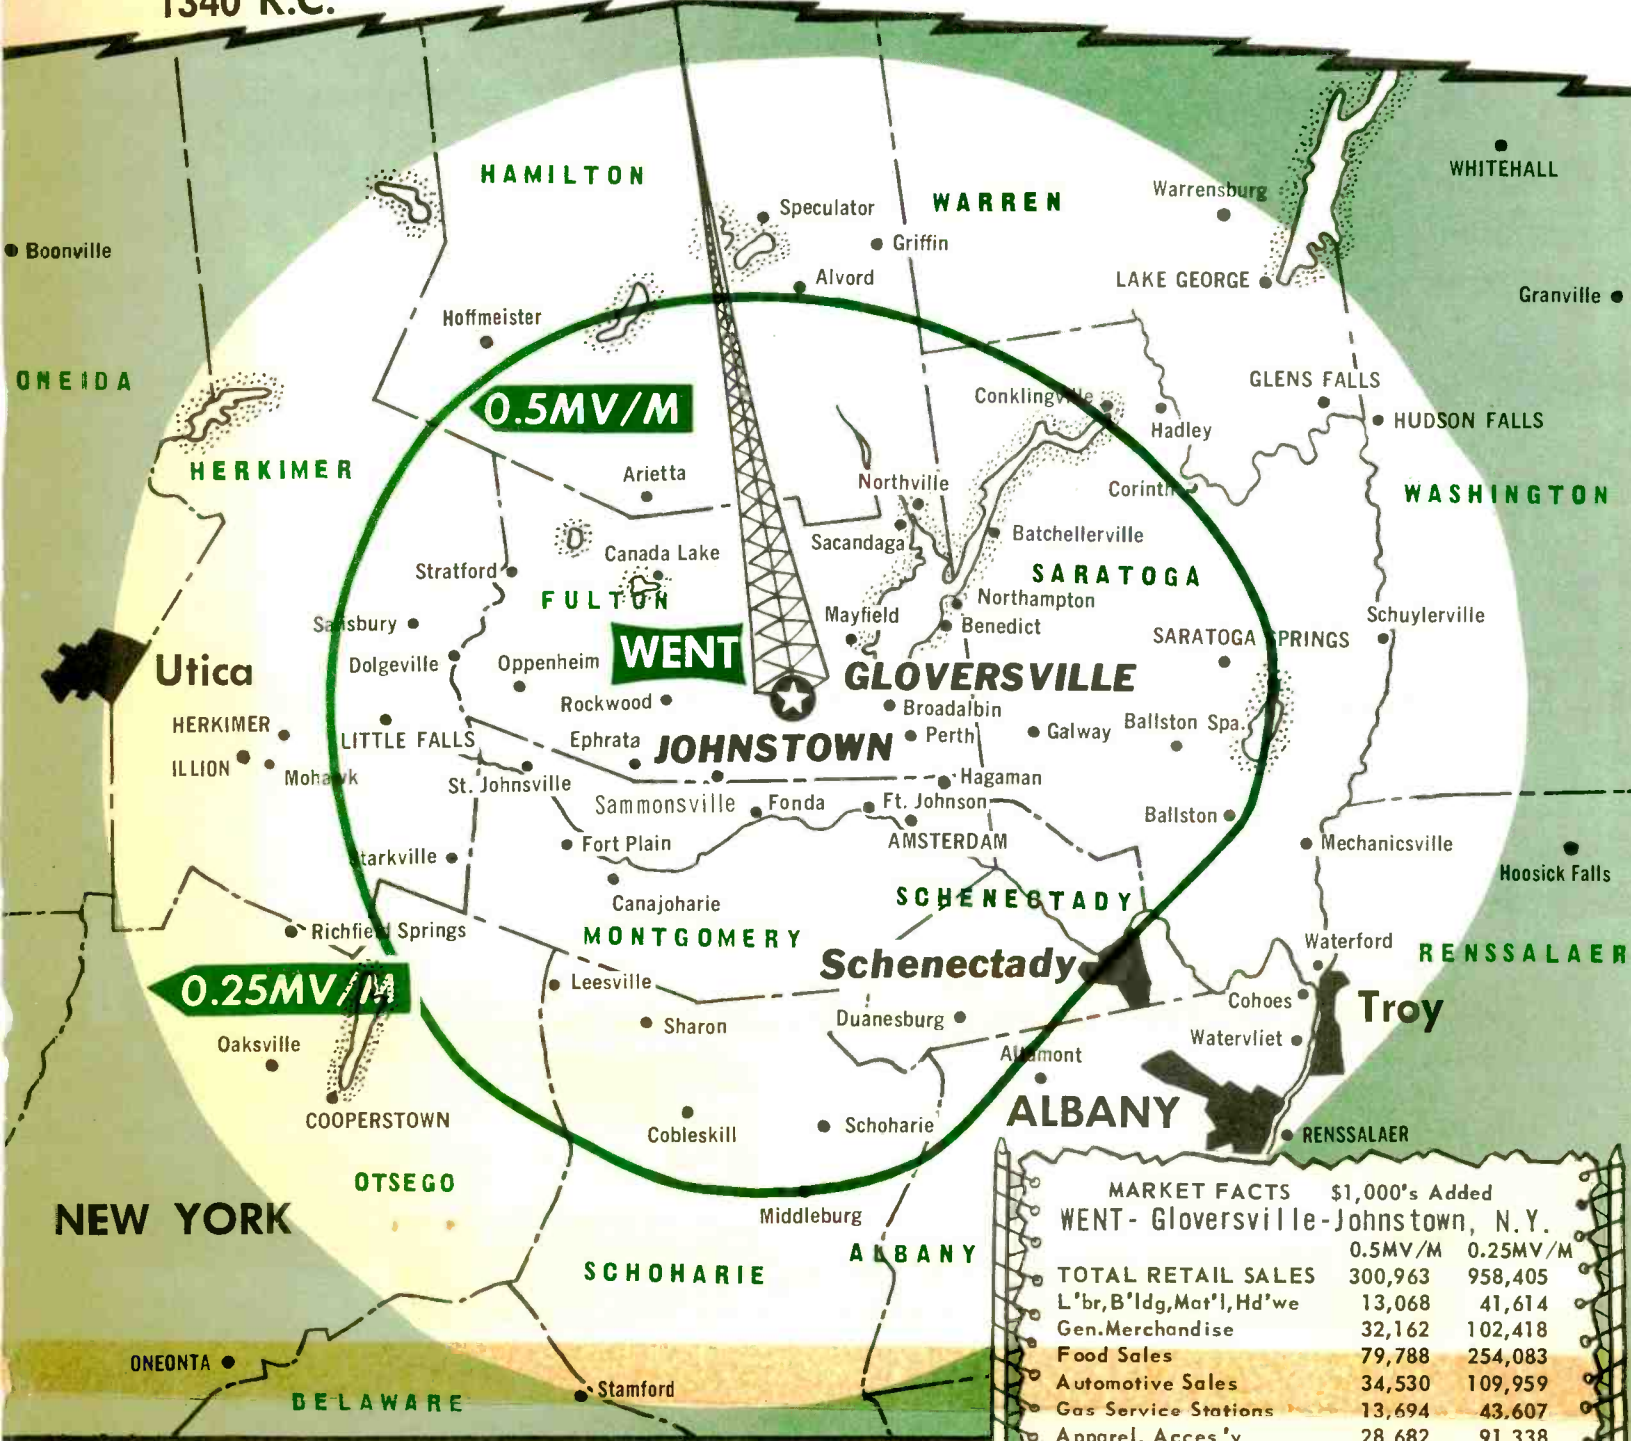 1340 K.C.
HAMILTON
WARREN
WHITEHALL
Warrensburg
Speculator
Griffin
Boonville
Alvord
LAKE GEORGE
Granville
Hoffmeister
ONEIDA
GLENS FALLS
0.5MV/M
Conklingville
HUDSON FALLS
Hadley
HERKIMER
Arietta
Northville
Corinth
WASHINGTON
Sacandaga
Batchellerville
Canada Lake
Stratford
SARATOGA
FULTON
Northampton
Mayfield
Schuylerville
Salisbury
Benedict
SARATOGA SPRINGS
WENT
Utica
Dolgeville
Oppenheim
GLOVERSVILLE
Rockwood
Broadalbin
HERKIMER
LITTLE FALLS
Ephrata
JOHNSTOWN
Perth
Galway
Ballston Spa.
ILLION
Mohawk
St. Johnsville
Hagaman
Sammonsville
Fonda
Ft. Johnson
Ballston
Fort Plain
AMSTERDAM
Mechanicsville
Starkville
Hoosick Falls
Canajoharie
SCHENECTADY
Richfield Springs
MONTGOMERY
Waterford
RENSSALAER
Schenectady
0.25MV/M
Leesville
Cohoes
Troy
Sharon
Duanesburg
Watervliet
Oaksville
Altamont
COOPERSTOWN
ALBANY
Cobleskill
Schoharie
RENSSALAER
OTSEGO
NEW YORK
Middleburg
ALBANY
SCHOHARIE
ONEONTA
Stamford
DELAWARE
MARKET FACTS $1,000's Added
WENT- Gloversville-Johnstown, N.Y.
0.5MV/M 0.25MV/M
TOTAL RETAIL SALES 300,963 958,405
L'br,B'ldg,Mat'l,Hd'we 13,068 41,614
Gen.Merchandise 32,162 102,418
Food Sales 79,788 254,083
Automotive Sales 34,530 109,959
Gas Service Stations 13,694 43,607
Apparel, Acces'y 28,682 91,338